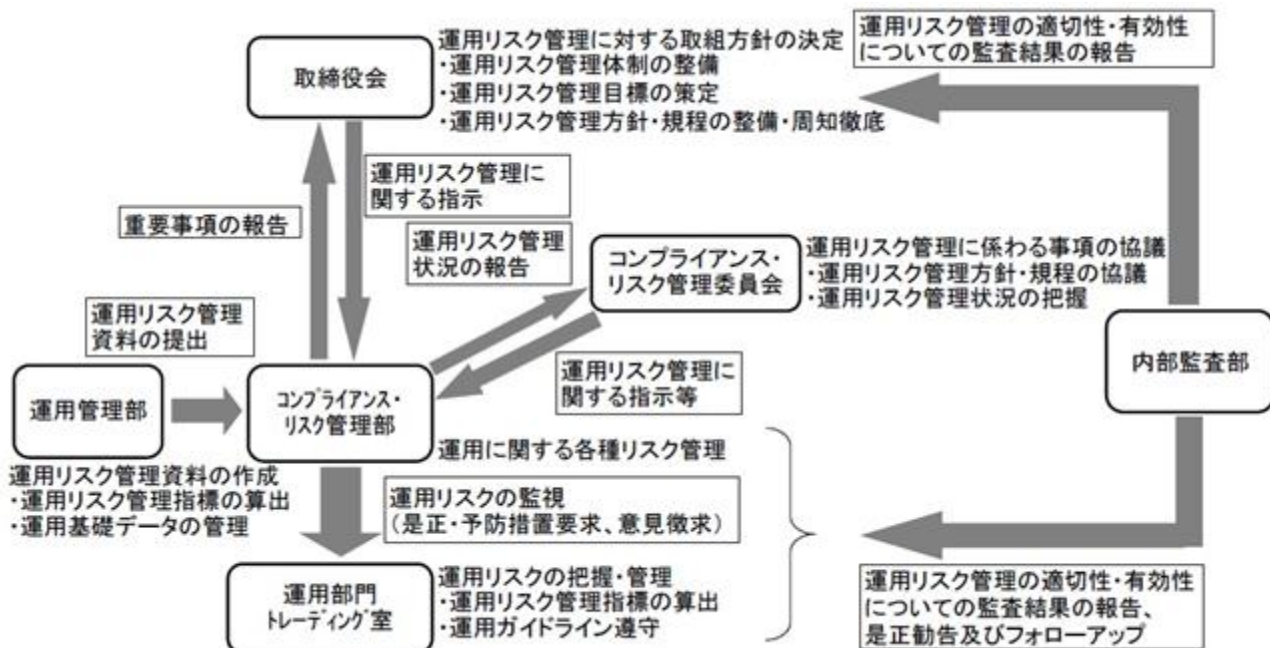 運用リスク管理に対する取組方針の決定
・運用リスク管理体制の整備
・運用リスク管理目標の策定
・運用リスク管理方針・規程の整備・周知徹底
取締役会
運用リスク管理の適切性・有効性
についての監査結果の報告
運用リスク管理に
関する指示
重要事項の報告
運用リスク管理
状況の報告
コンプライアンス・
リスク管理委員会
運用リスク管理に係わる事項の協議
・運用リスク管理方針・規程の協議
・運用リスク管理状況の把握
運用リスク管理
資料の提出
内部監査部
運用リスク管理に
関する指示等
運用管理部
コンプライアンス・
リスク管理部
運用に関する各種リスク管理
運用リスク管理資料の作成
・運用リスク管理指標の算出
・運用基礎データの管理
運用リスクの監視
(是正・予防措置要求、意見徴求)
運用部門
トレーディング室
運用リスクの把握・管理
・運用リスク管理指標の算出
・運用ガイドライン遵守
運用リスク管理の適切性・有効性
についての監査結果の報告、
是正勧告及びフォローアップ